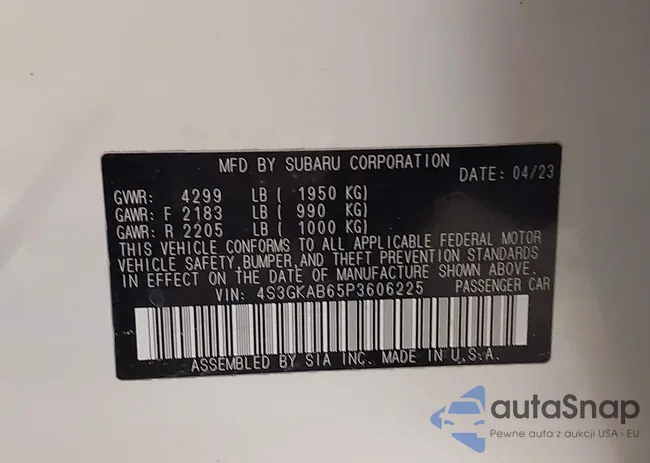 MFD BY SUBARU CORPORATION
DATE: 04/23
GVWR: 4299 LB ( 1950 KG)
GAWR: F 2183 LB ( 990 KG)
GAWR: R 2205 LB ( 1000 KG)
THIS VEHICLE CONFORMS TO ALL APPLICABLE FEDERAL MOTOR
VEHICLE SAFETY, BUMPER, AND THEFT PREVENTION STANDARDS
IN EFFECT ON THE DATE OF MANUFACTURE SHOWN ABOVE.
VIN: 4S3GKAB65P3606225 PASSENGER CAR
ASSEMBLED BY SIA INC. MADE IN U.S.A.
autaSnap
Pewne auta z aukcji USA i EU